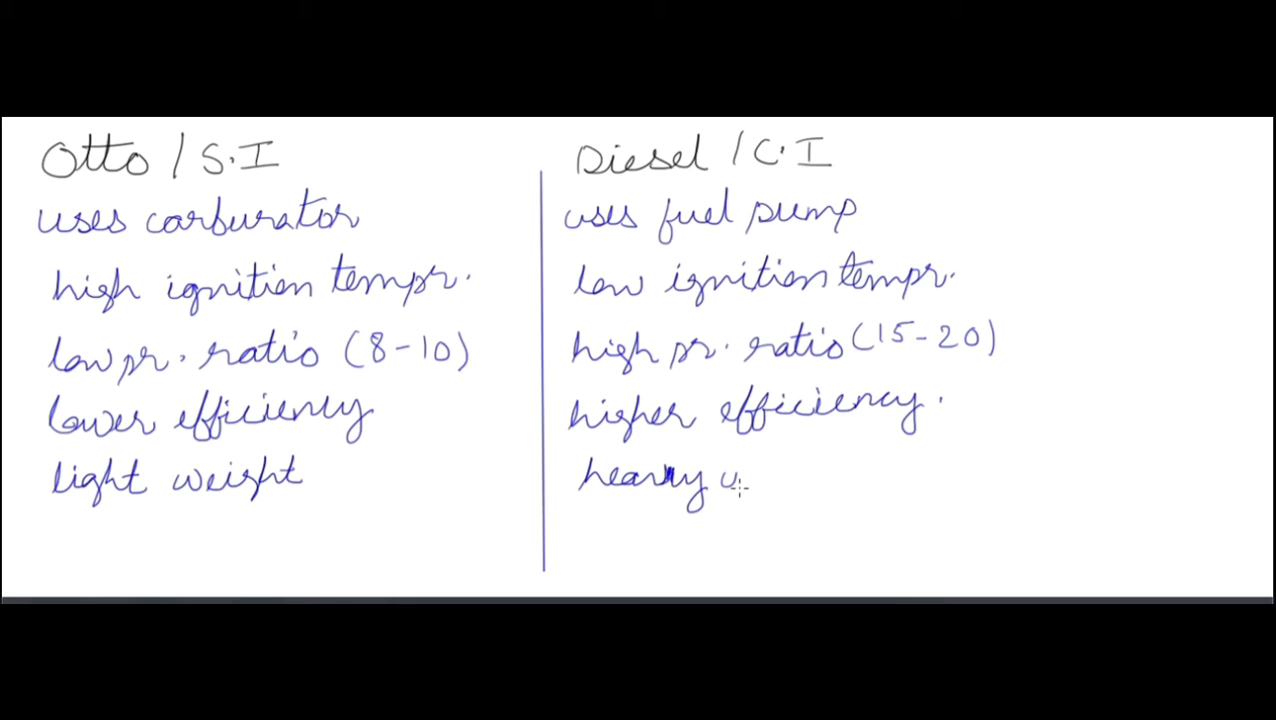 Otto / S.I
uses carburator
high ignition tempr.
low pr. ratio (8-10)
lower efficiency
light weight
Diesel / C.I
uses fuel pump
low ignition tempr.
high pr. ratio (15-20)
higher efficiency.
heavy